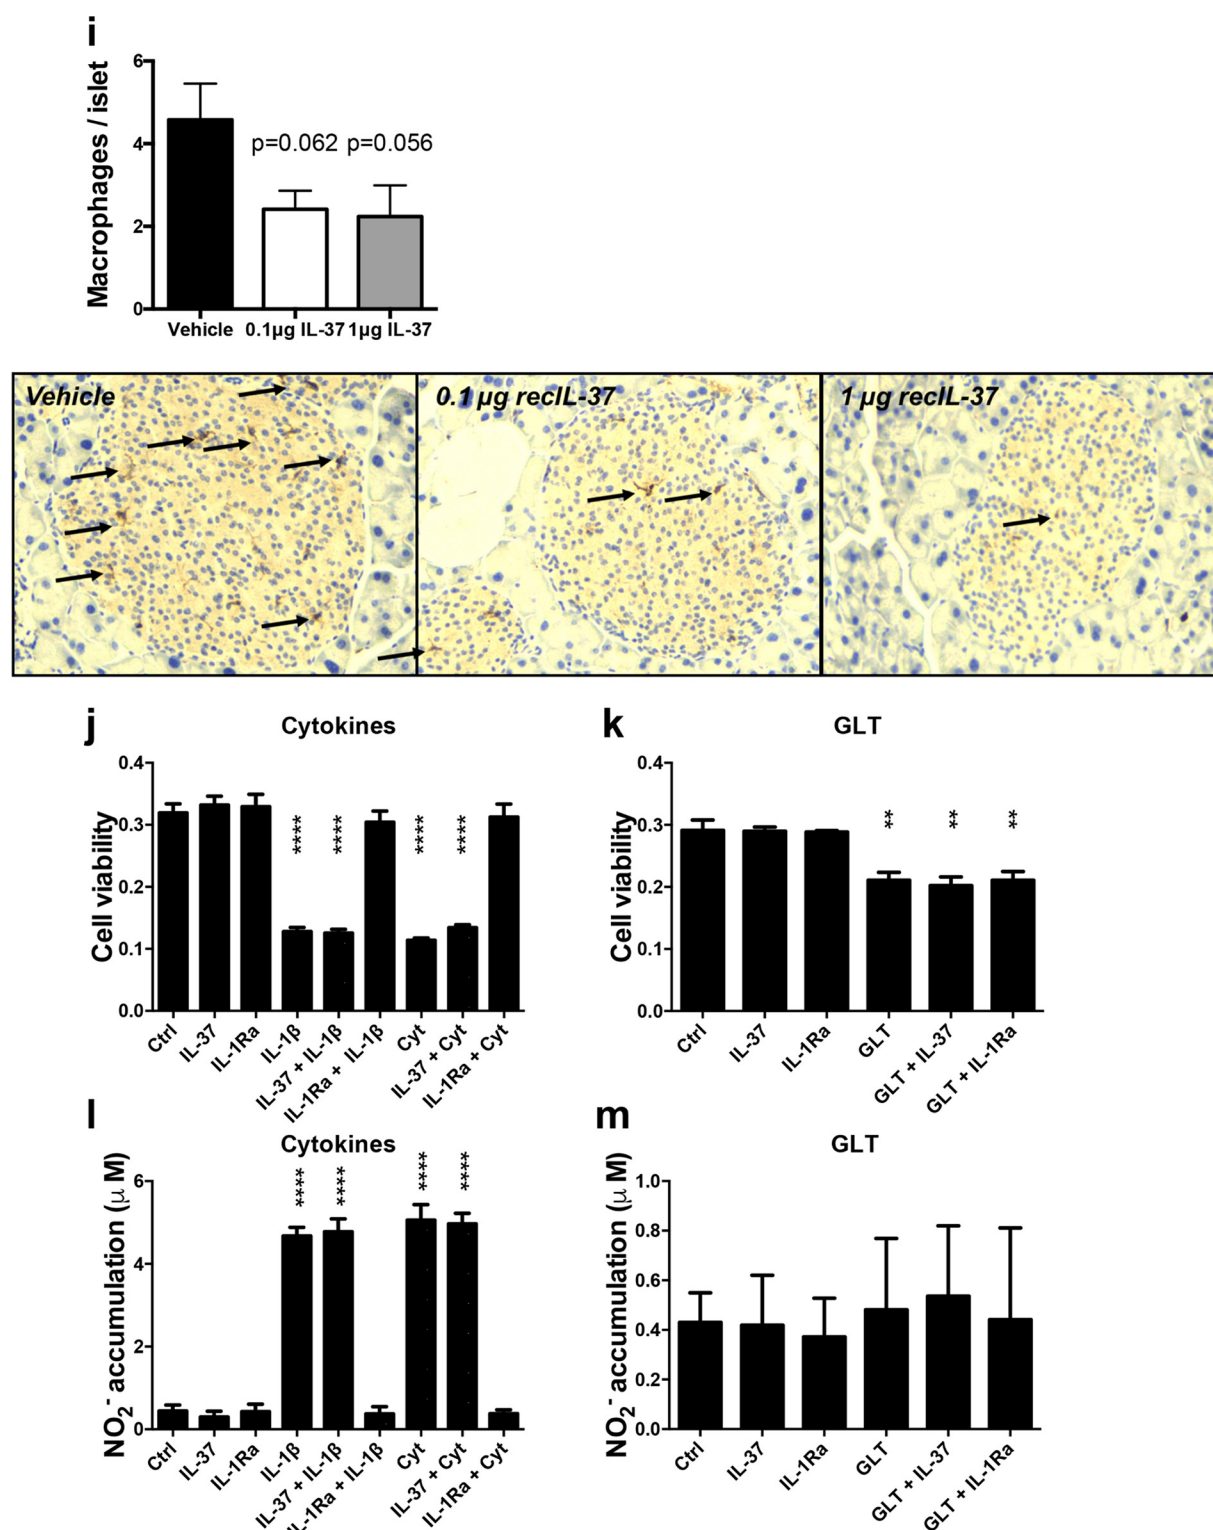 i
Macrophages / islet
6
4
2
0
p=0.062 p=0.056
Vehicle 0.1µg IL-37 1µg IL-37
Vehicle
0.1 µg recIL-37
1 µg recIL-37
j
Cytokines
Cell viability
0.4
0.3
0.2
0.1
0.0
**** **** **** ****
Ctrl
IL-37
IL-1Ra
IL-1β
IL-37 + IL-1β
IL-1Ra + IL-1β
Cyt
IL-37 + Cyt
IL-1Ra + Cyt
k
GLT
Cell viability
0.4
0.3
0.2
0.1
0.0
** ** **
Ctrl
IL-37
IL-1Ra
GLT
GLT + IL-37
GLT + IL-1Ra
l
Cytokines
NO2- accumulation (µ M)
6
4
2
0
**** **** **** ****
Ctrl
IL-37
IL-1Ra
IL-1β
IL-37 + IL-1β
IL-1Ra + IL-1β
Cyt
IL-37 + Cyt
IL-1Ra + Cyt
m
GLT
NO2- accumulation (µ M)
1.0
0.8
0.6
0.4
0.2
0.0
Ctrl
IL-37
IL-1Ra
GLT
GLT + IL-37
GLT + IL-1Ra